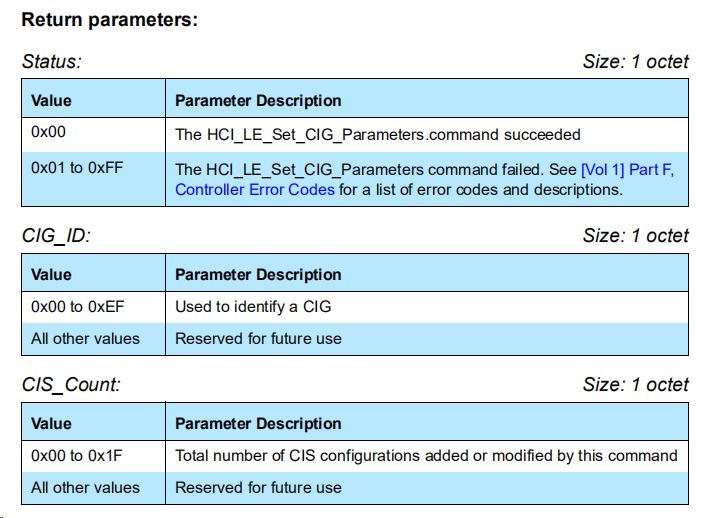 Return parameters:
Status: Size: 1 octet
Value Parameter Description
0x00 The HCI_LE_Set_CIG_Parameters.command succeeded
0x01 to 0xFF The HCI_LE_Set_CIG_Parameters command failed. See [Vol 1] Part F,
Controller Error Codes for a list of error codes and descriptions.
CIG_ID: Size: 1 octet
Value Parameter Description
0x00 to 0xEF Used to identify a CIG
All other values Reserved for future use
CIS_Count: Size: 1 octet
Value Parameter Description
0x00 to 0x1F Total number of CIS configurations added or modified by this command
All other values Reserved for future use